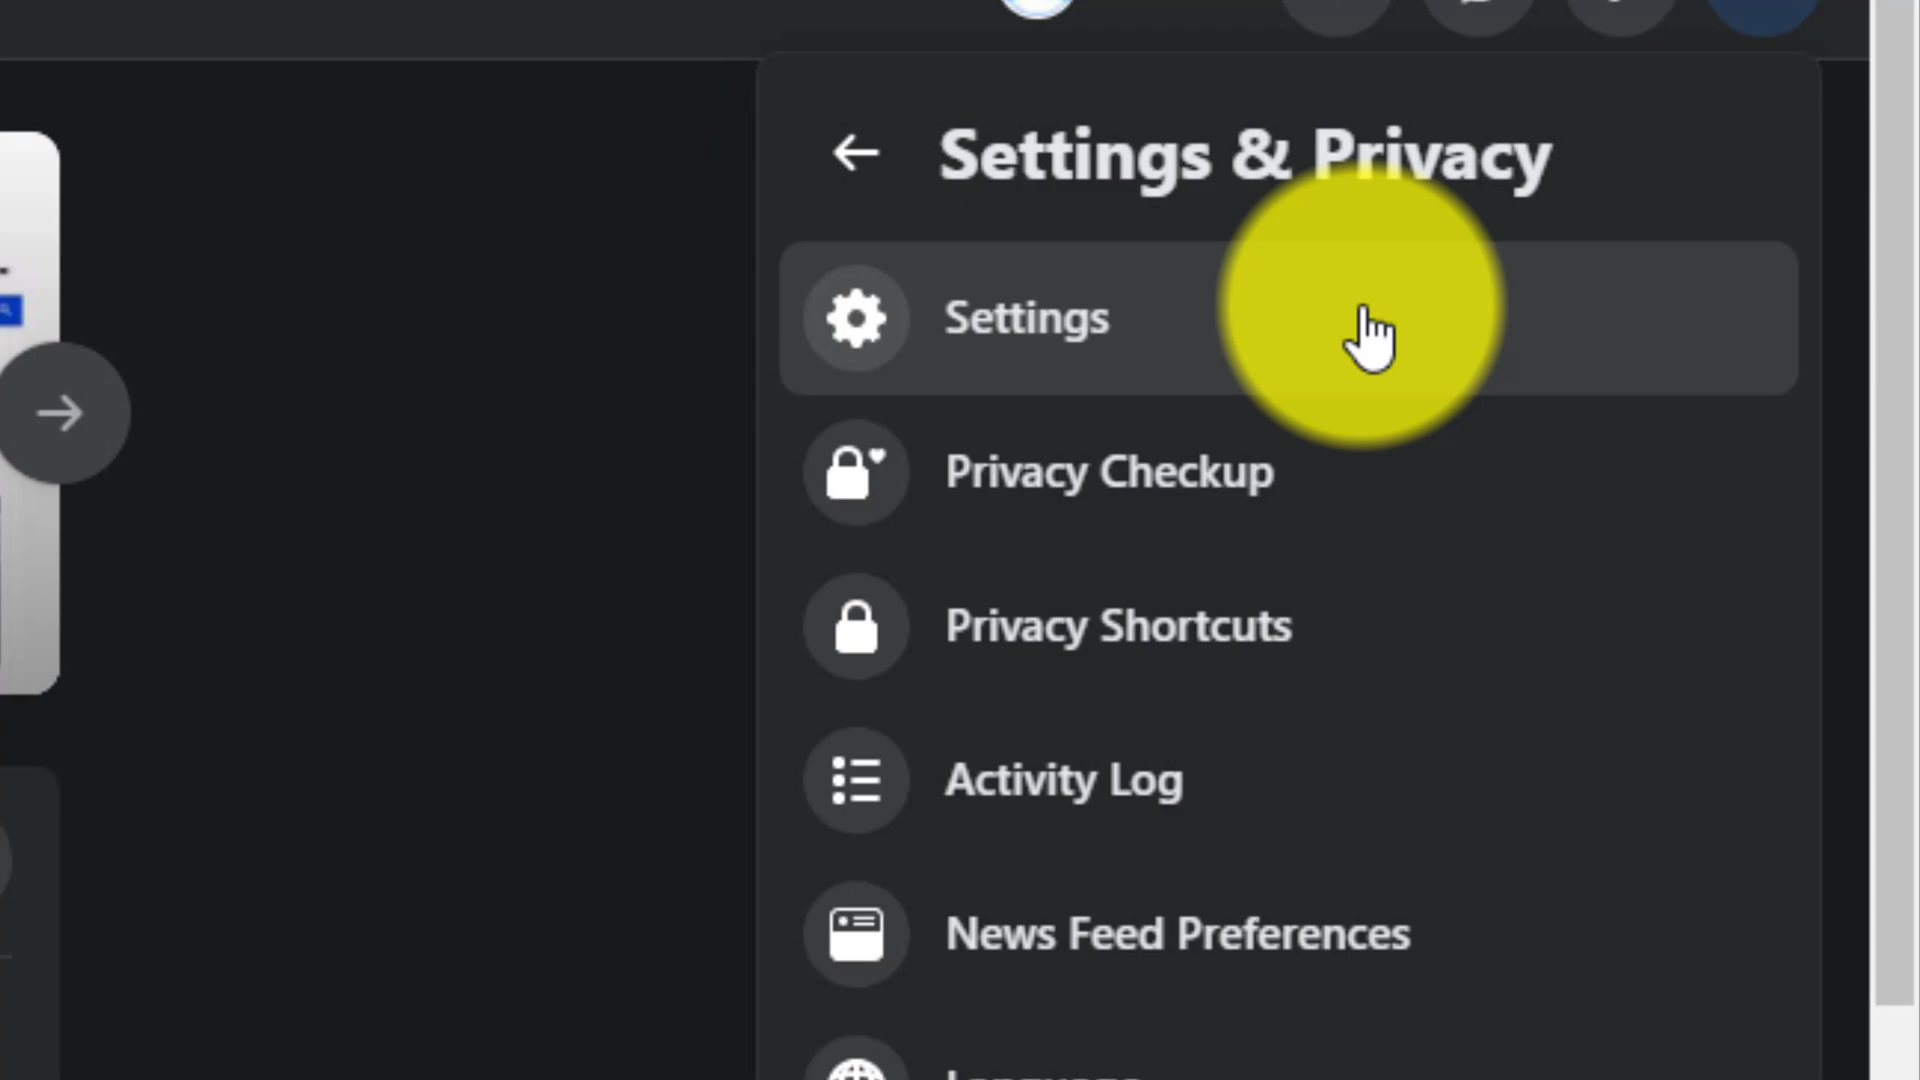 Settings & Privacy
Settings
Privacy Checkup
Privacy Shortcuts
Activity Log
News Feed Preferences